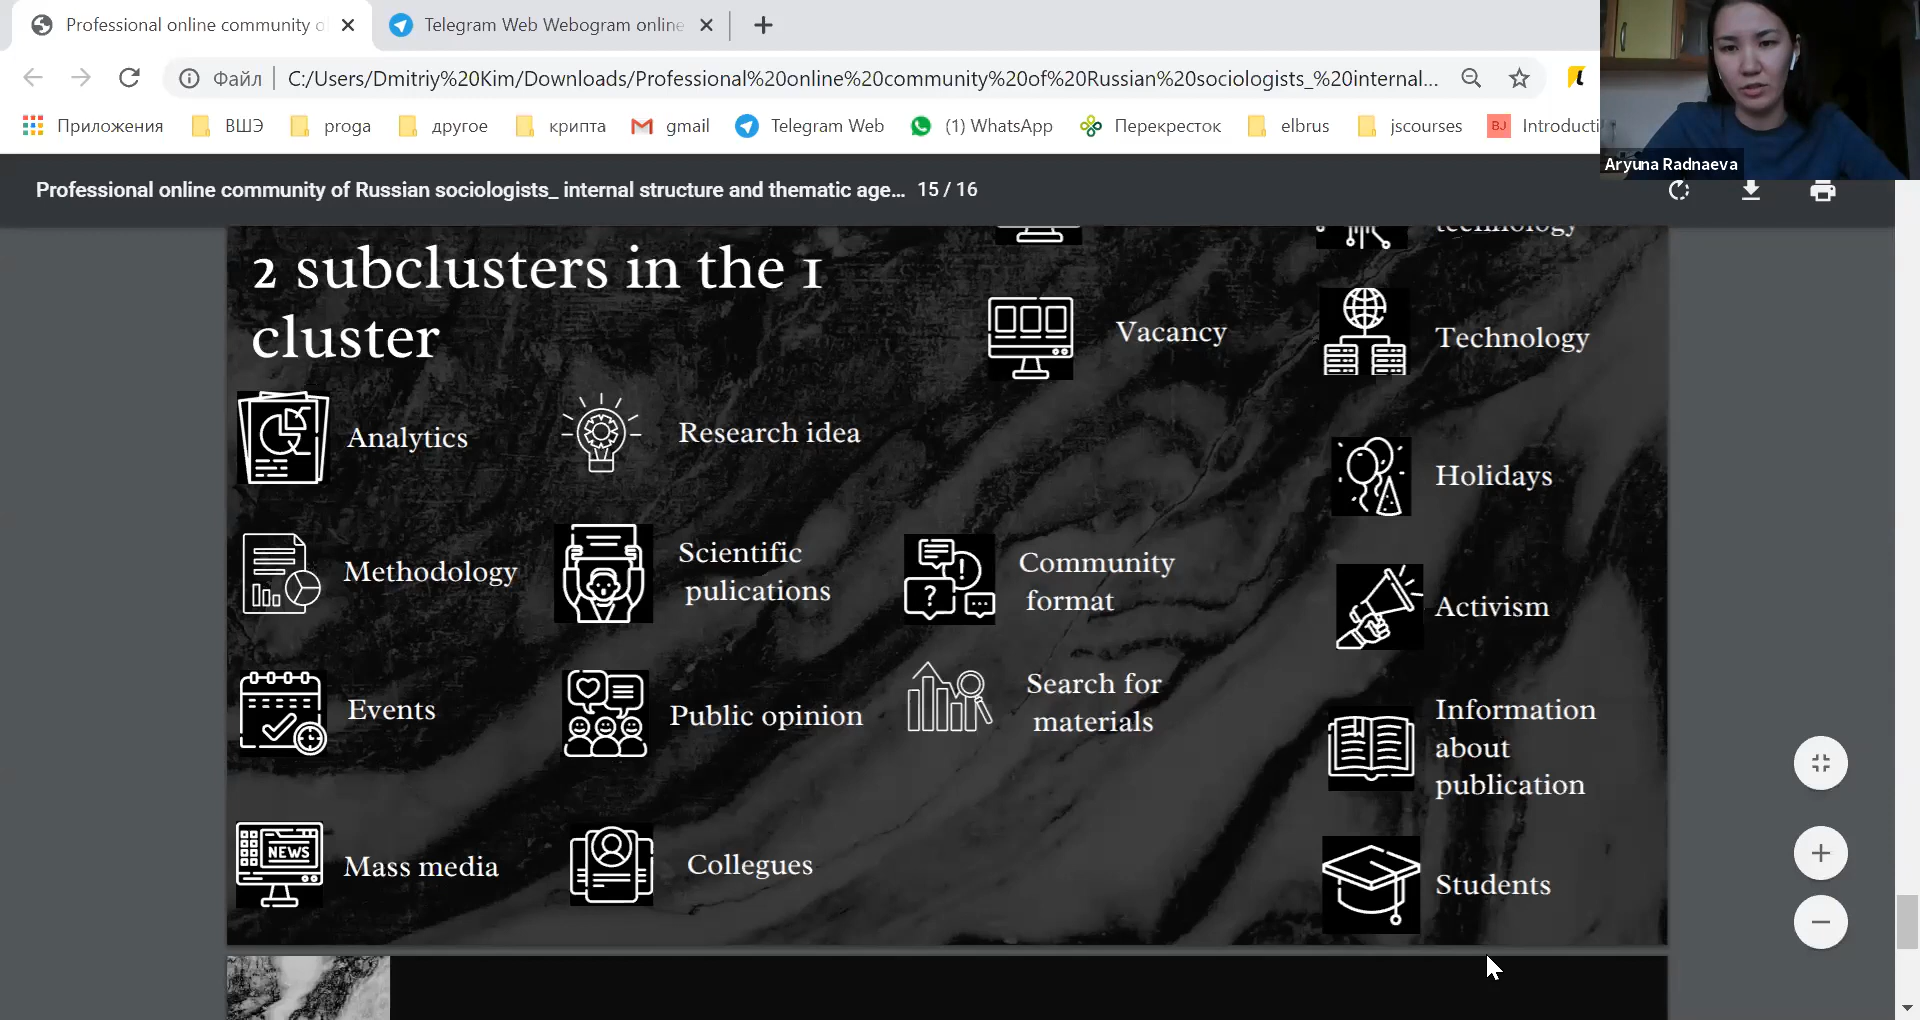 Professional online community o
Telegram Web Webogram online
Файл
C:/Users/Dmitriy%20Kim/Downloads/Professional%20online%20community%20of%20Russian%20sociologists_%20internal...
Приложения
ВШЭ
proga
другое
крипта
gmail
Telegram Web
(1) WhatsApp
Перекресток
elbrus
jscourses
BJ
Introducti
Aryuna Radnaeva
Professional online community of Russian sociologists_ internal structure and thematic age... 15 / 16
2 subclusters in the 1
cluster
technology
Vacancy
Technology
Analytics
Research idea
Holidays
Methodology
Scientific
pulications
Community
format
?
!
Activism
Events
Public opinion
Search for
materials
Information
about
publication
NEWS
Mass media
Collegues
Students